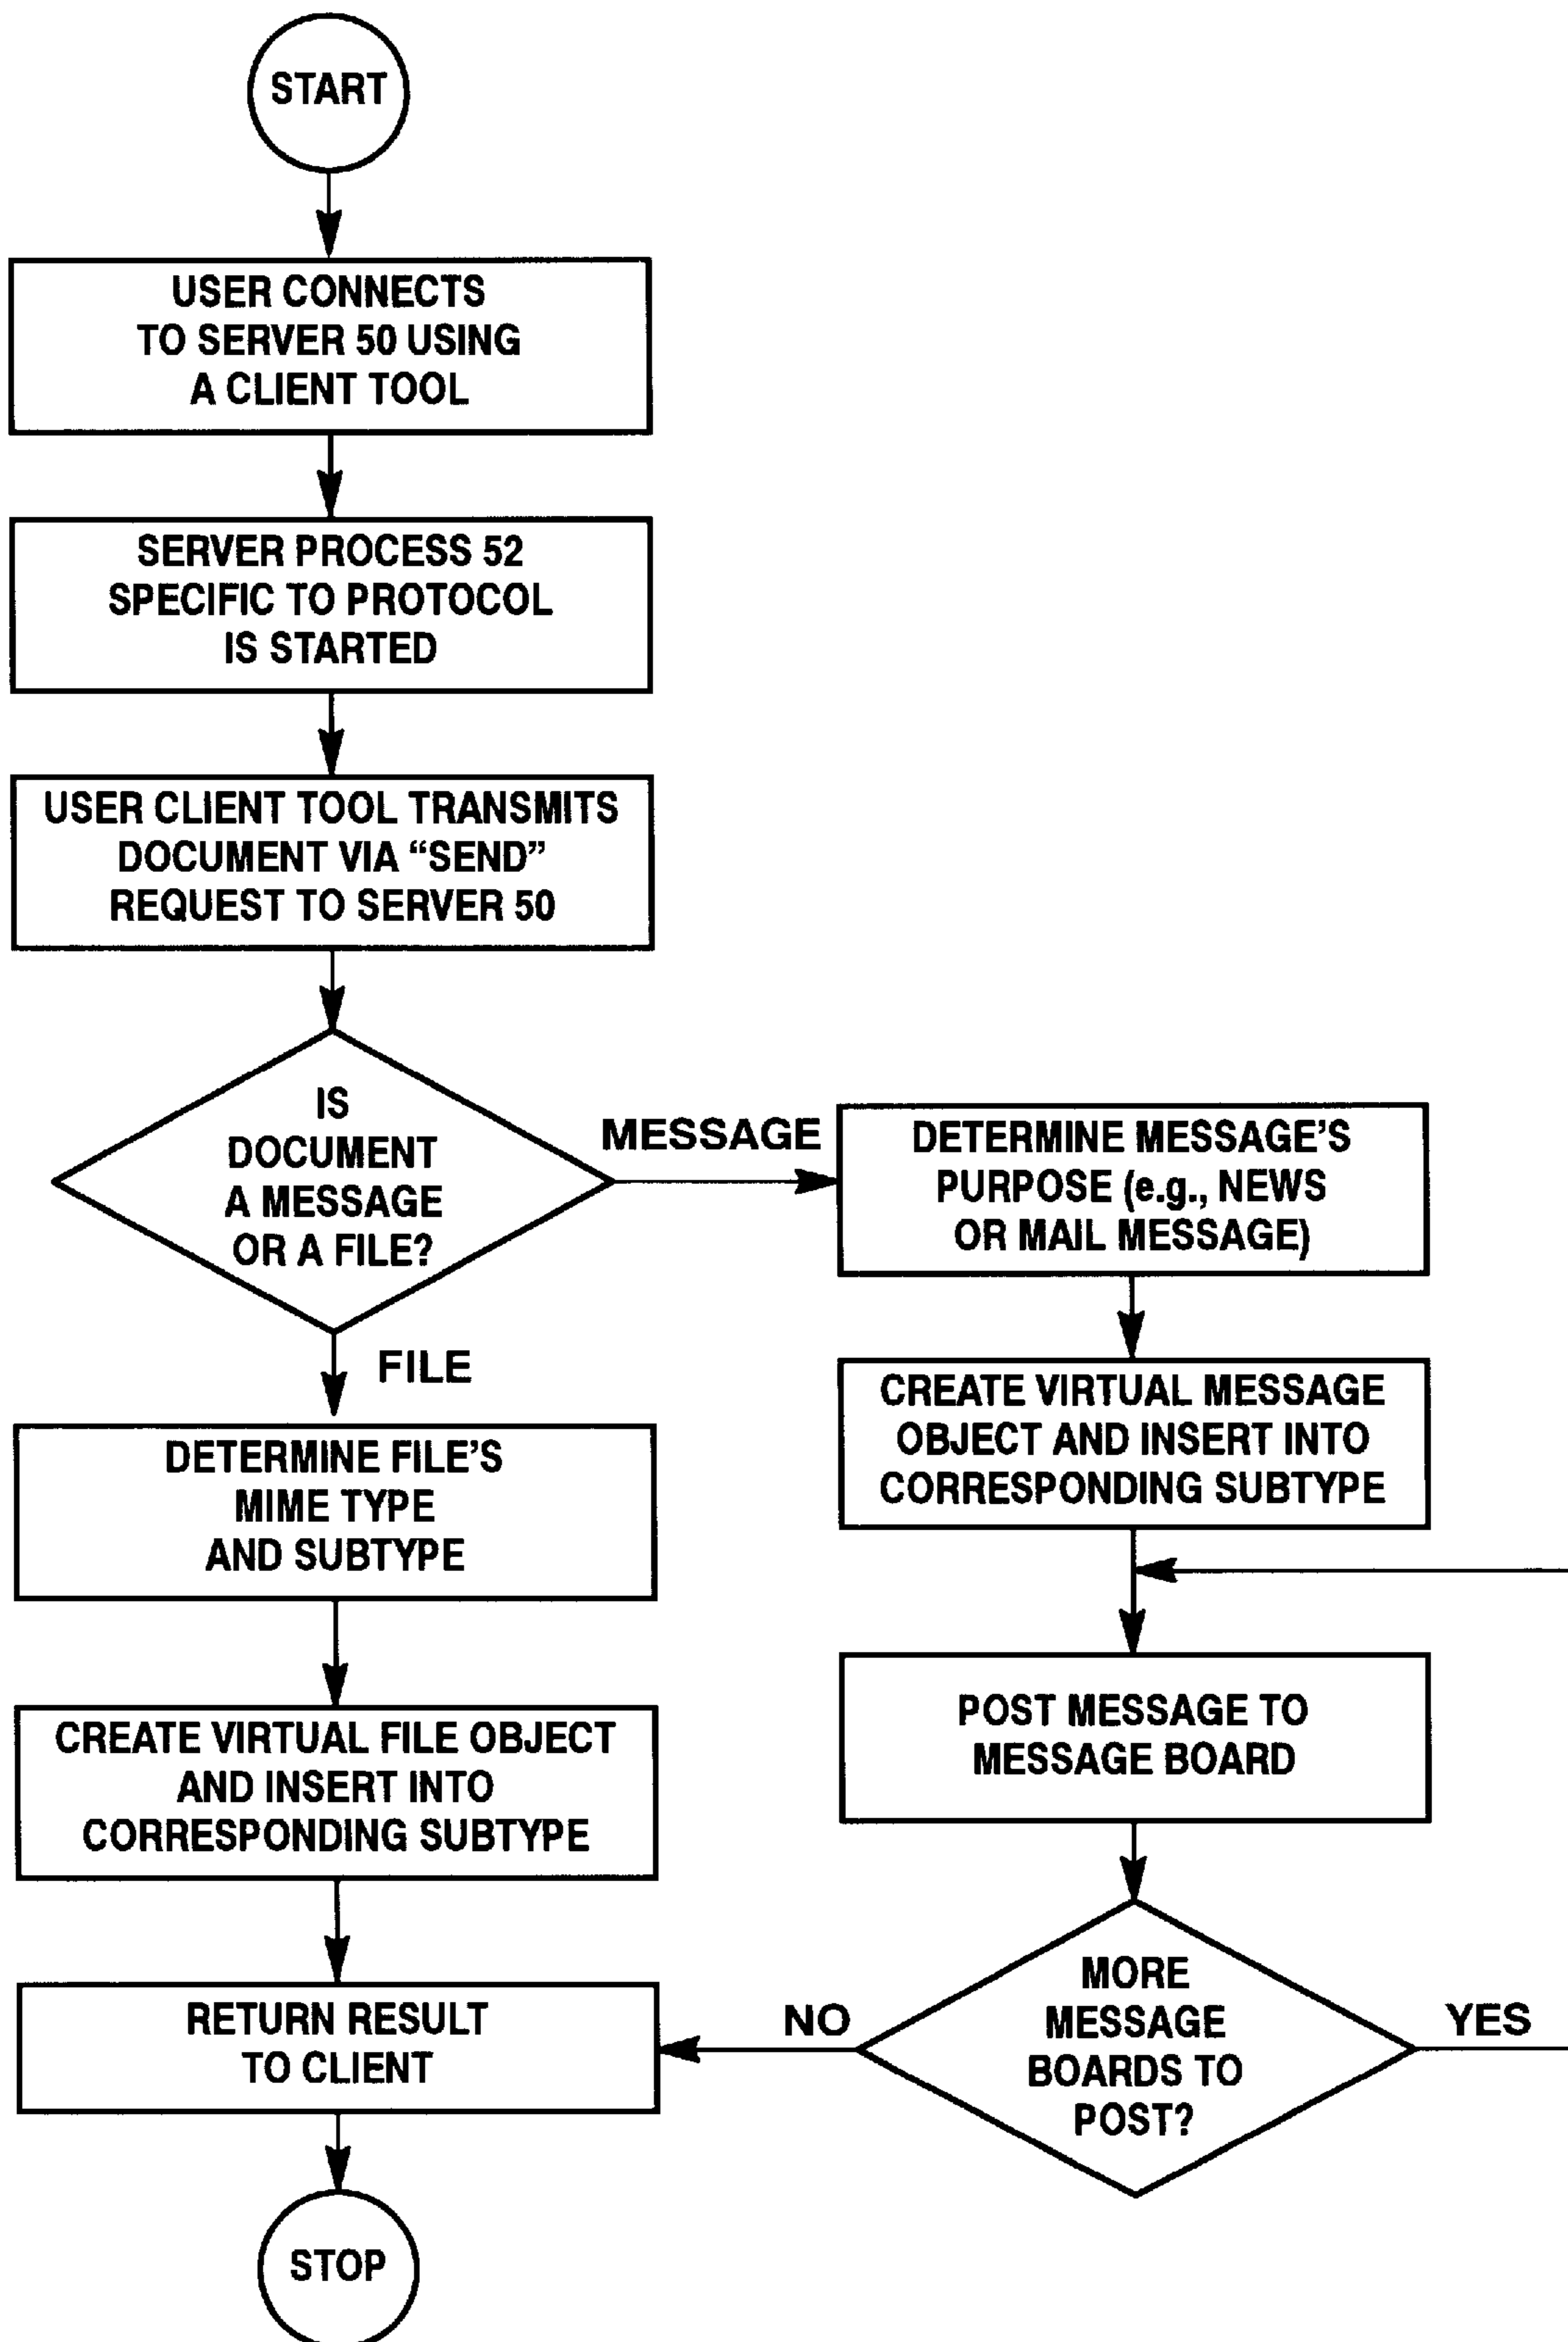 START
USER CONNECTS
TO SERVER 50 USING
A CLIENT TOOL
SERVER PROCESS 52
SPECIFIC TO PROTOCOL
IS STARTED
USER CLIENT TOOL TRANSMITS
DOCUMENT VIA “SEND”
REQUEST TO SERVER 50
IS
DOCUMENT
A MESSAGE
OR A FILE?
MESSAGE
DETERMINE MESSAGE’S
PURPOSE (e.g., NEWS
OR MAIL MESSAGE)
FILE
CREATE VIRTUAL MESSAGE
OBJECT AND INSERT INTO
CORRESPONDING SUBTYPE
DETERMINE FILE’S
MIME TYPE
AND SUBTYPE
POST MESSAGE TO
MESSAGE BOARD
CREATE VIRTUAL FILE OBJECT
AND INSERT INTO
CORRESPONDING SUBTYPE
MORE
MESSAGE
BOARDS TO
POST?
NO
YES
RETURN RESULT
TO CLIENT
STOP